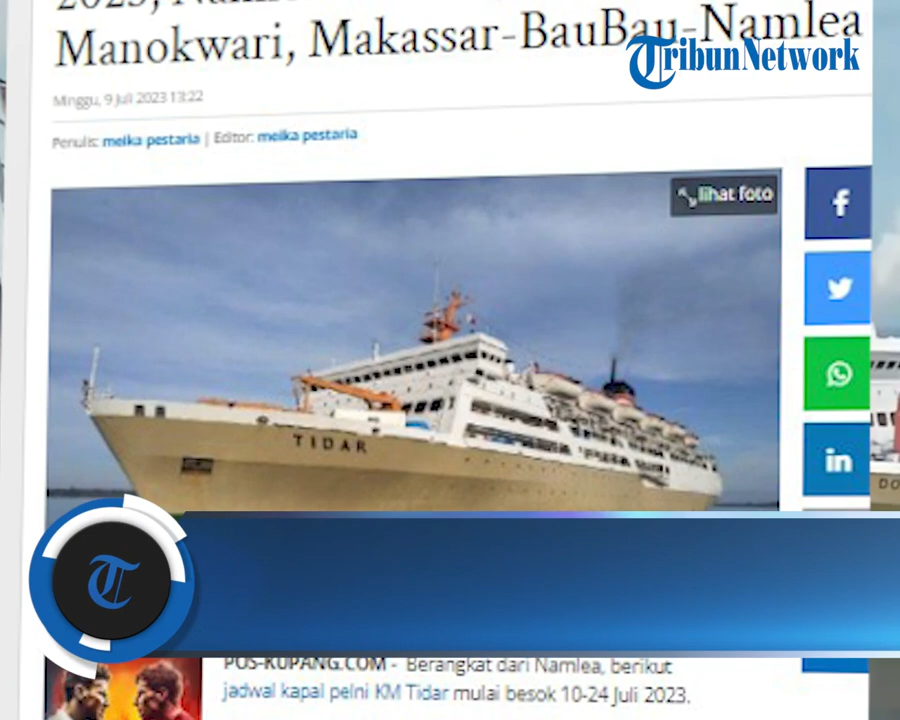 Manokwari, Makassar-BauBau-Namlea
TribunNetwork
Minggu, 9 Juli 2023 13:22
Penulis: meika pestaria | Editor: meika pestaria
lihat foto
TIDAR
POS-KUPANG.COM - Berangkat dari Namlea, berikut
jadwal kapal pelni KM Tidar mulai besok 10-24 Juli 2023.